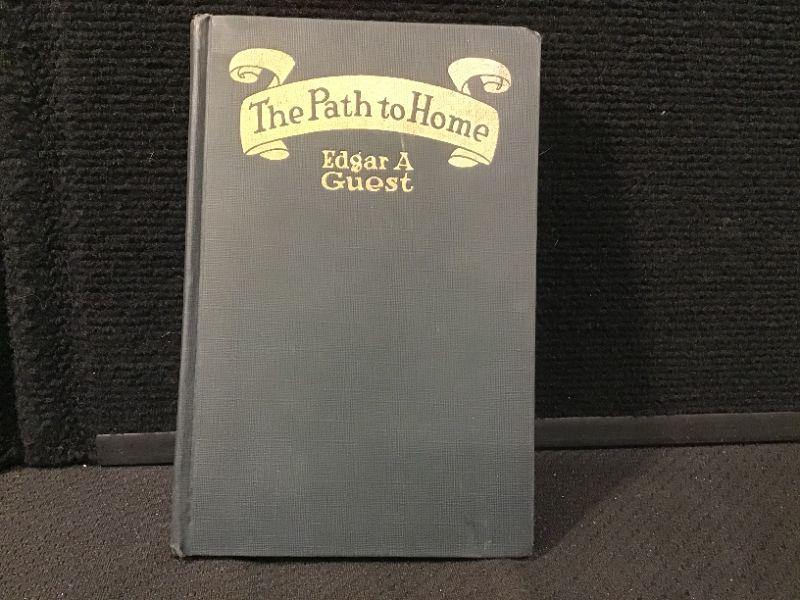 The Path to Home
Edgar A
Guest